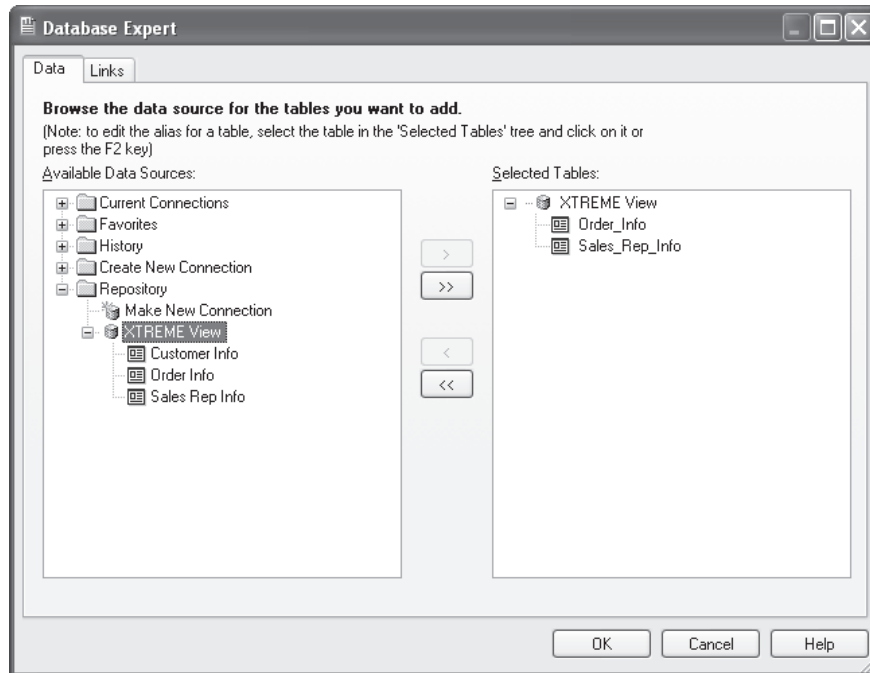 Database Expert
Data
Links
Browse the data source for the tables you want to add.
(Note: to edit the alias for a table, select the table in the 'Selected Tables' tree and click on it or
press the F2 key)
Available Data Sources:
Current Connections
Favorites
History
Create New Connection
Repository
Make New Connection
XTREME View
Customer Info
Order Info
Sales Rep Info
>
>>
<
<<
Selected Tables:
XTREME View
Order_Info
Sales_Rep_Info
OK
Cancel
Help